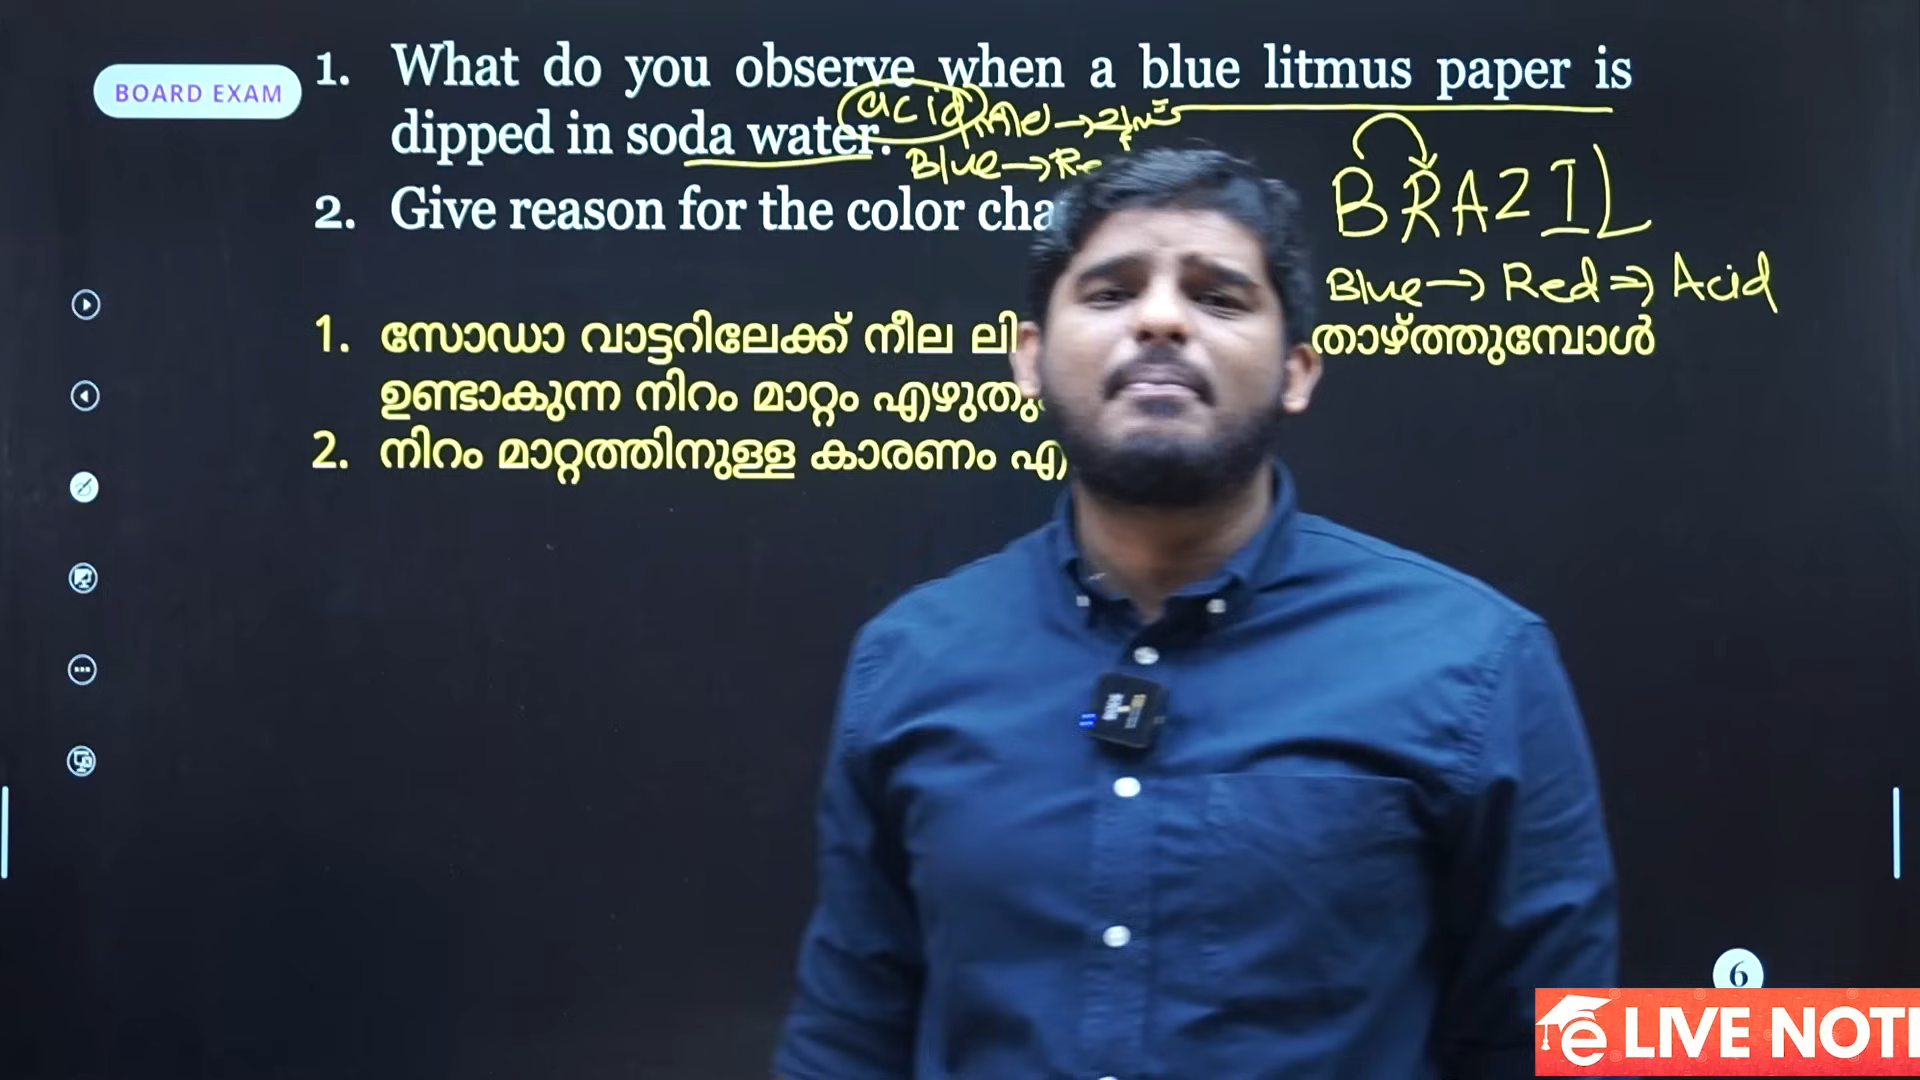 BOARD EXAM
1. What do you observe when a blue litmus paper is
dipped in soda water.
acid നീല → ചുവപ്പ്
Blue → Re
2. Give reason for the color cha
BRAZIL
Blue → Red ⇒ Acid
1. സോഡാ വാട്ടറിലേക്ക് നീല ലി താഴ്ത്തുമ്പോൾ
ഉണ്ടാകുന്ന നിറം മാറ്റം എഴുതു
2. നിറം മാറ്റത്തിനുള്ള കാരണം എ
6
e LIVE NOT